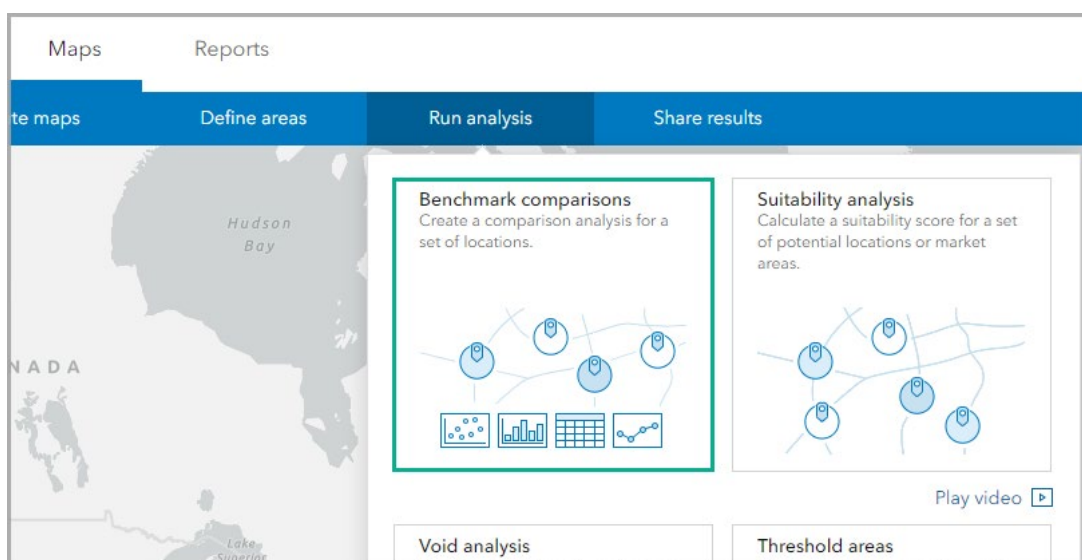 Maps Reports
te maps Define areas Run analysis Share results
Benchmark comparisons
Create a comparison analysis for a
set of locations.
Suitability analysis
Calculate a suitability score for a set
of potential locations or market
areas.
Hudson
Bay
NADA
Play video
Void analysis
Threshold areas
Lake
Superior